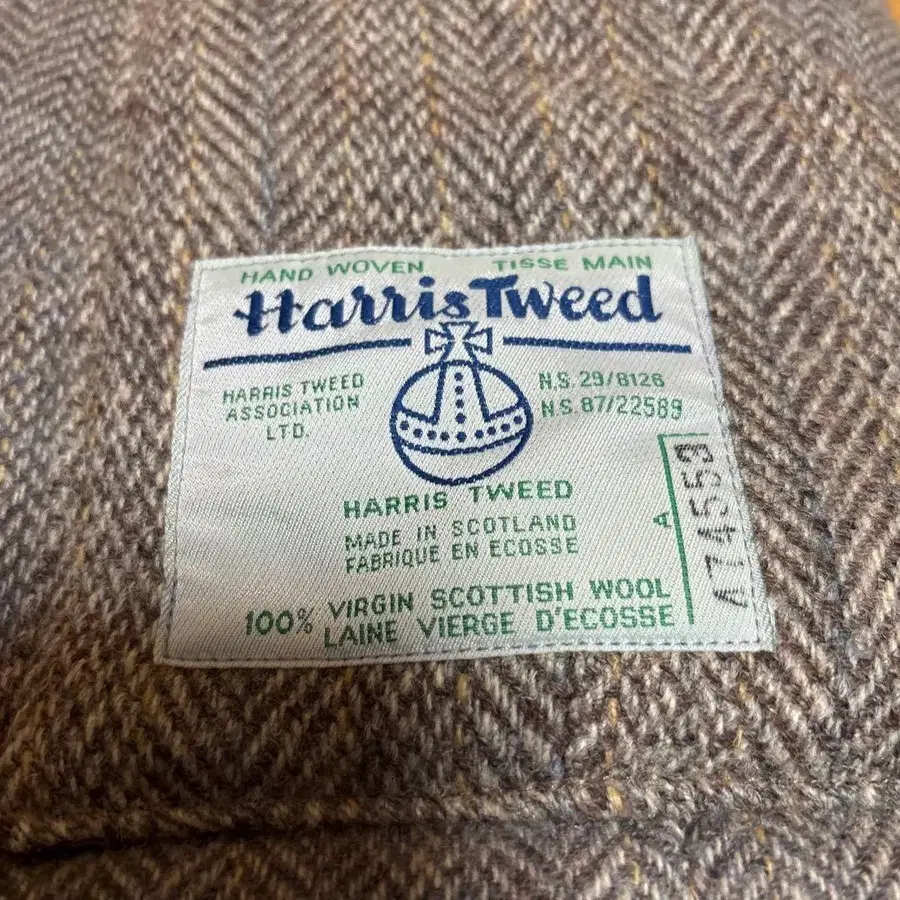 HAND WOVEN TISSE MAIN
Harris Tweed
HARRIS TWEED
ASSOCIATION
LTD.
N.S. 29/8126
N.S. 87/22589
HARRIS TWEED
MADE IN SCOTLAND
FABRIQUE EN ECOSSE
100% VIRGIN SCOTTISH WOOL
LAINE VIERGE D'ECOSSE
A